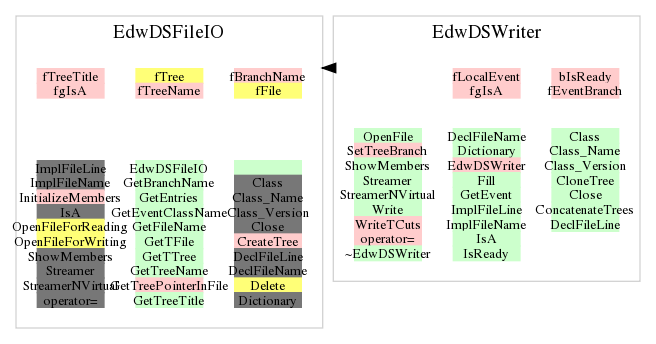 EdwDSFileIO
fTreeTitle fTree fBranchName
fgIsA fTreeName fFile
ImplFileLine EdwDSFileIO
ImplFileName GetBranchName Class
InitializeMembers GetEntries Class_Name
IsA GetEventClassName Class_Version
OpenFileForReading GetFileName Close
OpenFileForWriting GetTFile CreateTree
ShowMembers GetTTree DeclFileLine
Streamer GetTreeName DeclFileName
StreamerNVirtual GetTreePointerInFile Delete
operator= GetTreeTitle Dictionary
EdwDSWriter
fLocalEvent bIsReady
fgIsA fEventBranch
OpenFile DeclFileName Class
SetTreeBranch Dictionary Class_Name
ShowMembers EdwDSWriter Class_Version
Streamer Fill CloneTree
StreamerNVirtual GetEvent Close
Write ImplFileLine ConcatenateTrees
WriteTCuts ImplFileName DeclFileLine
operator= IsA
~EdwDSWriter IsReady